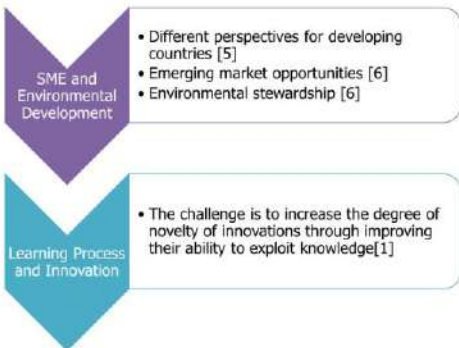 SME and
Environmental
Development
• Different perspectives for developing
countries [5]
• Emerging market opportunities [6]
• Environmental stewardship [6]
Learning Process
and Innovation
• The challenge is to increase the degree of
novelty of innovations through improving
their ability to exploit knowledge[1]